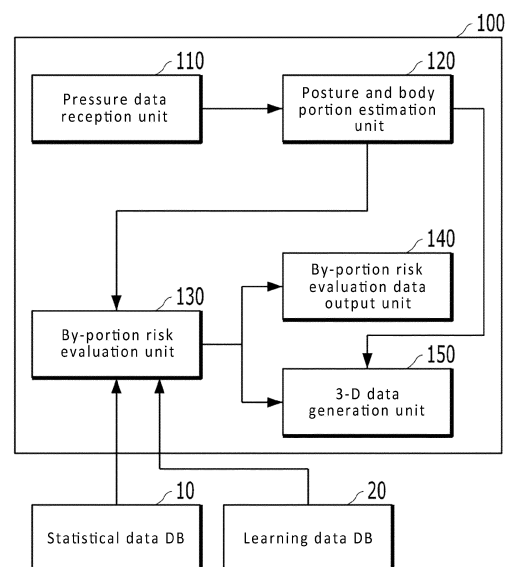 100
110
Pressure data
reception unit
120
Posture and body
portion estimation
unit
130
By-portion risk
evaluation unit
140
By-portion risk
evaluation data
output unit
150
3-D data
generation unit
10
Statistical data DB
20
Learning data DB